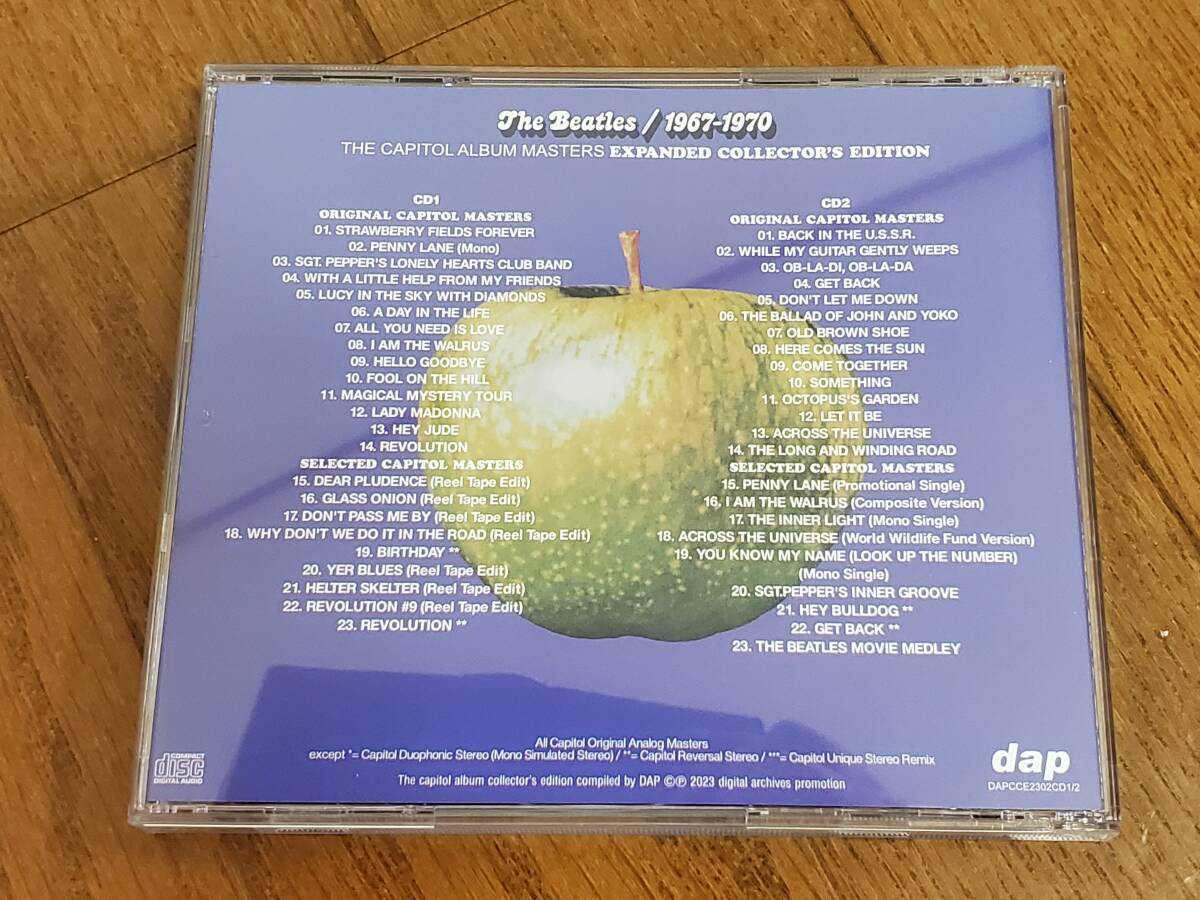 The Beatles / 1967-1970
THE CAPITOL ALBUM MASTERS EXPANDED COLLECTOR'S EDITION
CD1
ORIGINAL CAPITOL MASTERS
01. STRAWBERRY FIELDS FOREVER
02. PENNY LANE (Mono)
03. SGT. PEPPER'S LONELY HEARTS CLUB BAND
04. WITH A LITTLE HELP FROM MY FRIENDS
05. LUCY IN THE SKY WITH DIAMONDS
06. A DAY IN THE LIFE
07. ALL YOU NEED IS LOVE
08. I AM THE WALRUS
09. HELLO GOODBYE
10. FOOL ON THE HILL
11. MAGICAL MYSTERY TOUR
12. LADY MADONNA
13. HEY JUDE
14. REVOLUTION
SELECTED CAPITOL MASTERS
15. DEAR PLUDENCE (Reel Tape Edit)
16. GLASS ONION (Reel Tape Edit)
17. DON'T PASS ME BY (Reel Tape Edit)
18. WHY DON'T WE DO IT IN THE ROAD (Reel Tape Edit)
19. BIRTHDAY **
20. YER BLUES (Reel Tape Edit)
21. HELTER SKELTER (Reel Tape Edit)
22. REVOLUTION #9 (Reel Tape Edit)
23. REVOLUTION **
CD2
ORIGINAL CAPITOL MASTERS
01. BACK IN THE U.S.S.R.
02. WHILE MY GUITAR GENTLY WEEPS
03. OB-LA-DI, OB-LA-DA
04. GET BACK
05. DON'T LET ME DOWN
06. THE BALLAD OF JOHN AND YOKO
07. OLD BROWN SHOE
08. HERE COMES THE SUN
09. COME TOGETHER
10. SOMETHING
11. OCTOPUS'S GARDEN
12. LET IT BE
13. ACROSS THE UNIVERSE
14. THE LONG AND WINDING ROAD
SELECTED CAPITOL MASTERS
15. PENNY LANE (Promotional Single)
16. I AM THE WALRUS (Composite Version)
17. THE INNER LIGHT (Mono Single)
18. ACROSS THE UNIVERSE (World Wildlife Fund Version)
19. YOU KNOW MY NAME (LOOK UP THE NUMBER)
(Mono Single)
20. SGT.PEPPER'S INNER GROOVE
21. HEY BULLDOG **
22. GET BACK **
23. THE BEATLES MOVIE MEDLEY
All Capitol Original Analog Masters
except *= Capitol Duophonic Stereo (Mono Simulated Stereo) / **= Capitol Reversal Stereo / ***= Capitol Unique Stereo Remix
The capitol album collector's edition compiled by DAP ©℗ 2023 digital archives promotion
COMPACT
disc
DIGITAL AUDIO
dap
DAPCCE2302CD1/2